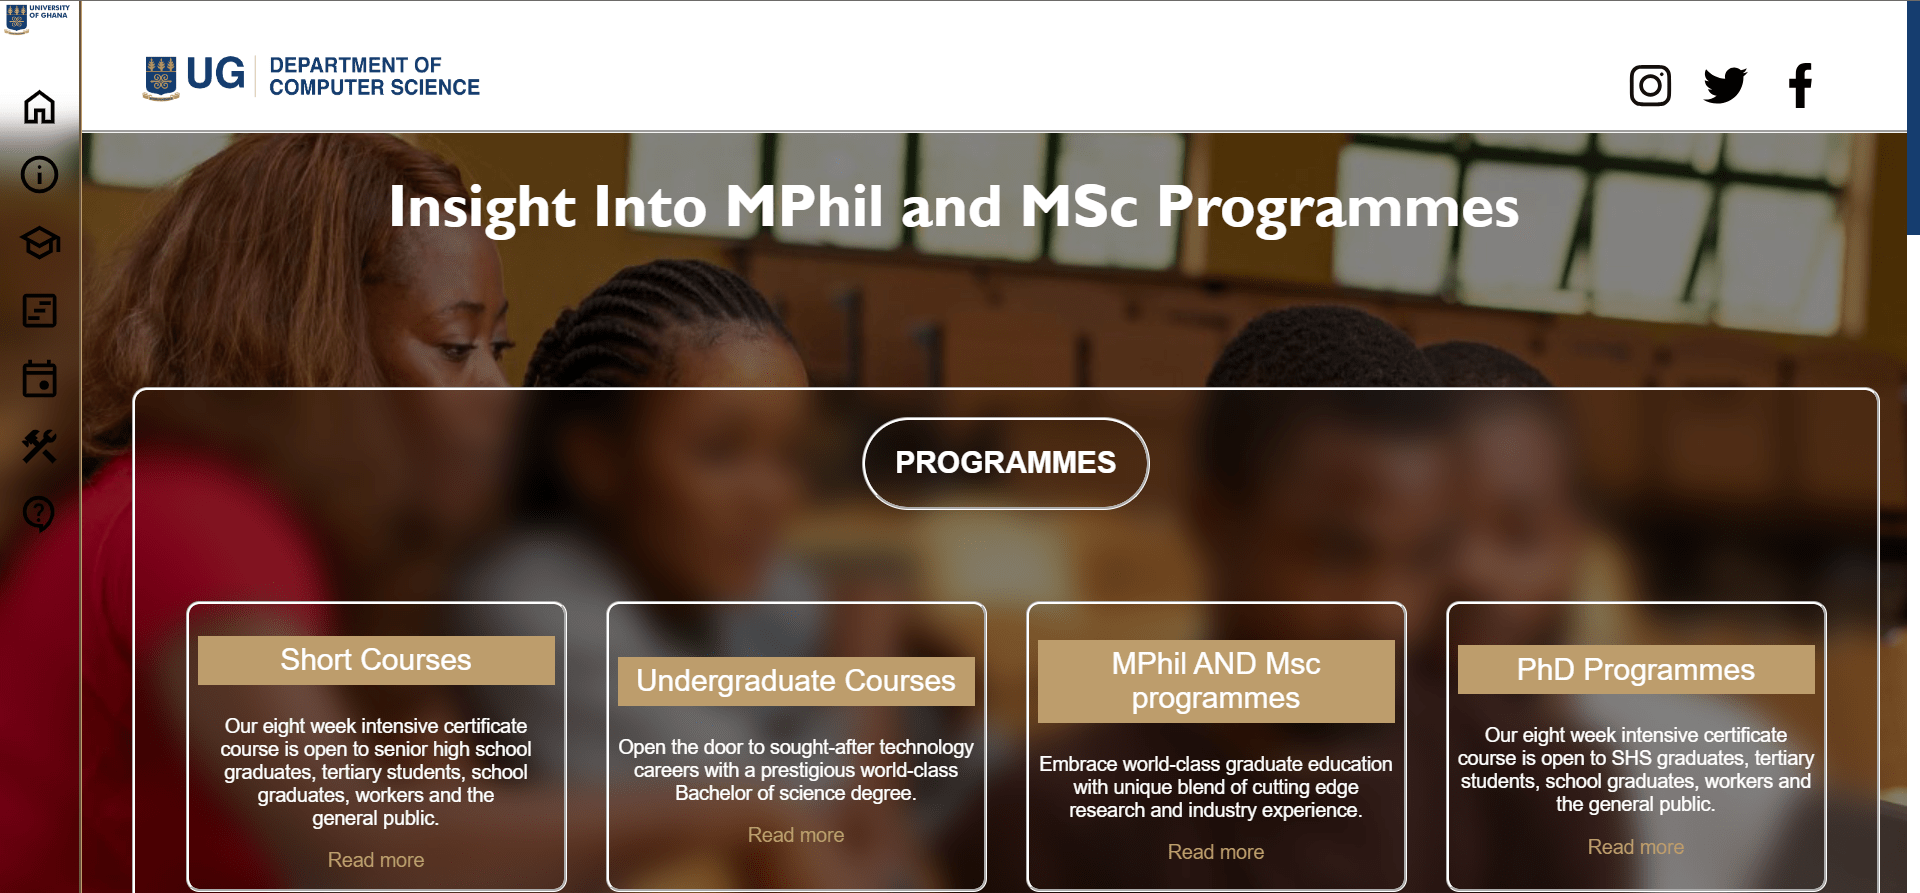 UNIVERSITY
OF GHANA
UG
DEPARTMENT OF
COMPUTER SCIENCE
Insight Into MPhil and MSc Programmes
PROGRAMMES
Short Courses
Our eight week intensive certificate
course is open to senior high school
graduates, tertiary students, school
graduates, workers and the
general public.
Read more
Undergraduate Courses
Open the door to sought-after technology
careers with a prestigious world-class
Bachelor of science degree.
Read more
MPhil AND Msc
programmes
Embrace world-class graduate education
with unique blend of cutting edge
research and industry experience.
Read more
PhD Programmes
Our eight week intensive certificate
course is open to SHS graduates, tertiary
students, school graduates, workers and
the general public.
Read more